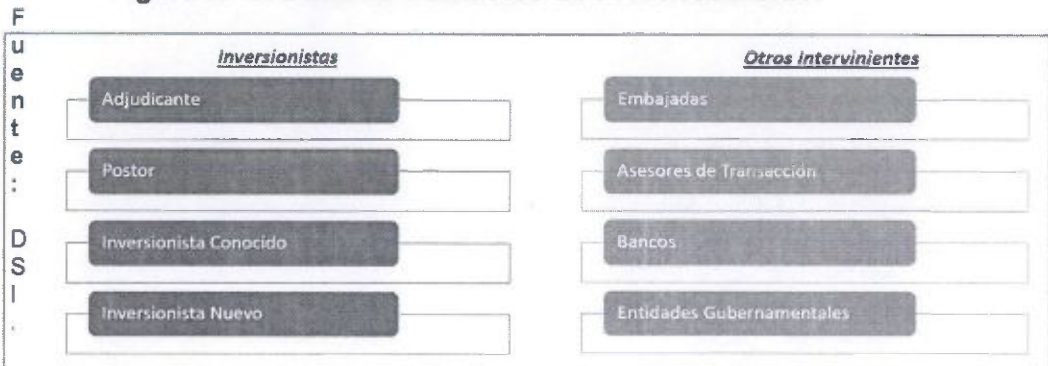 Inversionistas
Adjudicante
Postor
Inversionista Conocido
Inversionista Nuevo
Otros Intervinientes
Embajadas
Asesores de Transacción
Bancos
Entidades Gubernamentales
Fuente: DSI.